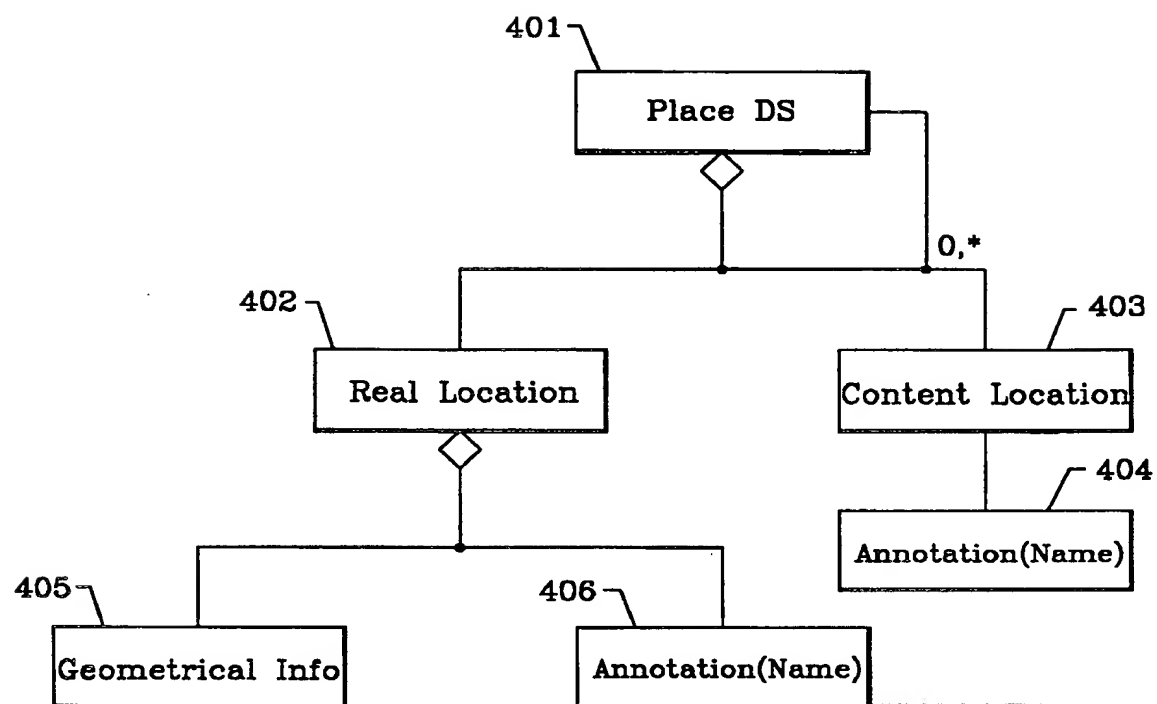 401
Place DS
0,*
402
403
Real Location
Content Location
404
Annotation(Name)
405
406
Geometrical Info
Annotation(Name)